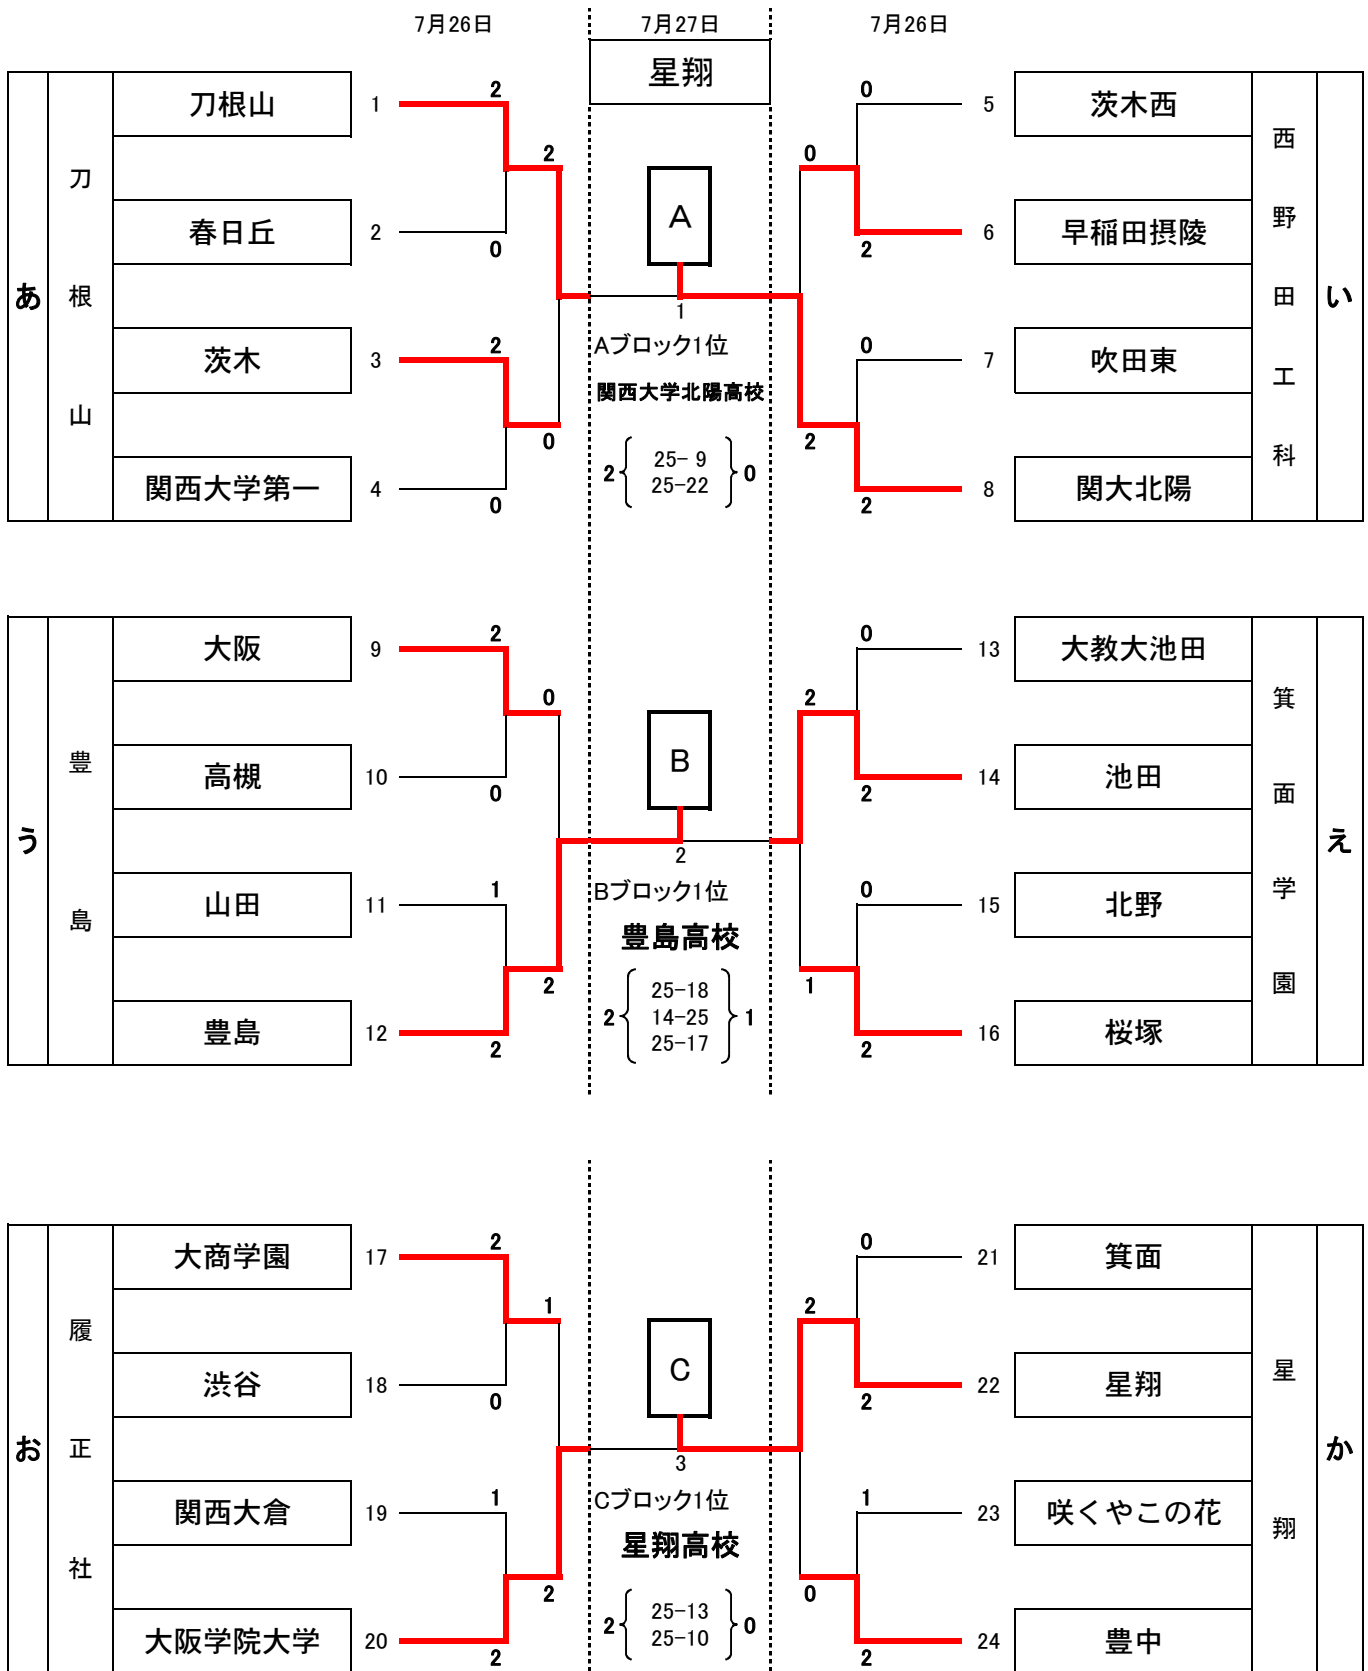 7月26日 7月27日 7月26日
星翔
あ
刀根山
刀根山 1 2
春日丘 2 0
茨木 3 2
関西大学第一 4 0
2
0
A
1
Aブロック1位
関西大学北陽高校
2 25- 9 0
25-22
0
2
0 5 茨木西
2 6 早稲田摂陵
0 7 吹田東
2 8 関大北陽
西野田工科
い
う
豊島
大阪 9 2
高槻 10 0
山田 11 1
豊島 12 2
0
2
B
2
Bブロック1位
豊島高校
25-18
2 14-25 1
25-17
2
1
0 13 大教大池田
2 14 池田
0 15 北野
2 16 桜塚
箕面学園
え
お
履正社
大商学園 17 2
渋谷 18 0
関西大倉 19 1
大阪学院大学 20 2
1
2
C
3
Cブロック1位
星翔高校
2 25-13 0
25-10
2
0
0 21 箕面
2 22 星翔
1 23 咲くやこの花
2 24 豊中
星翔
か